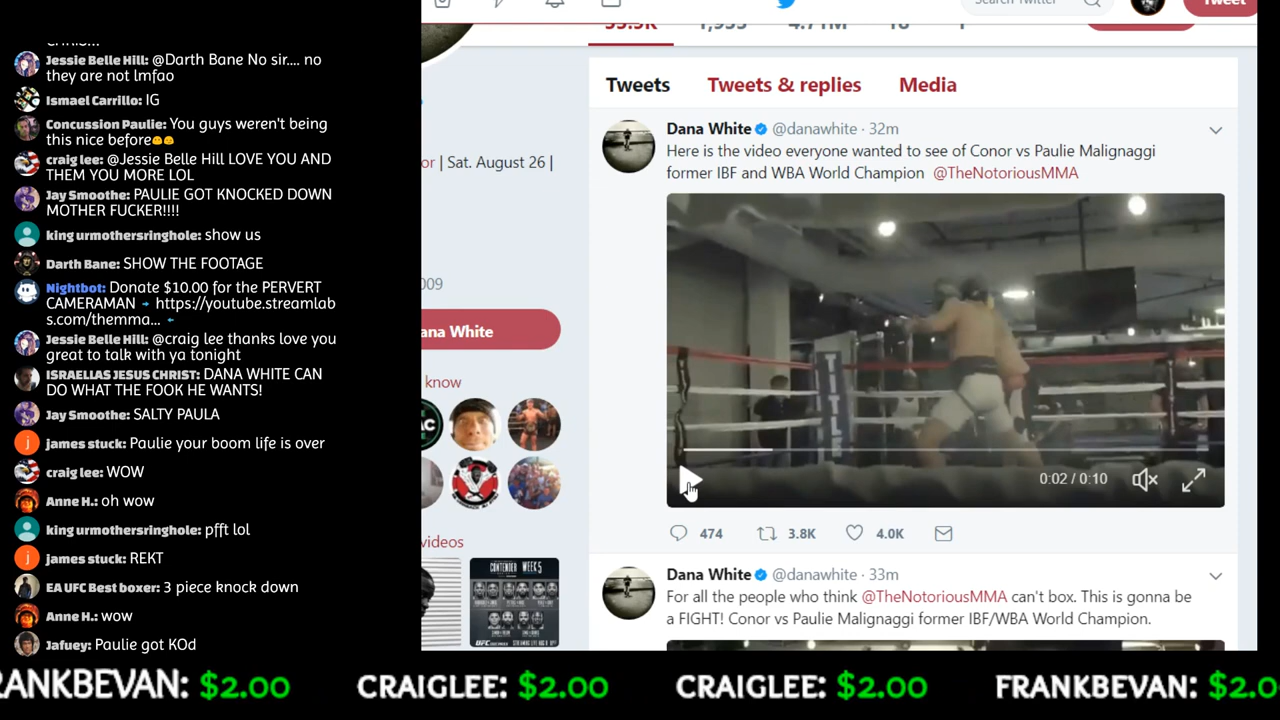 Jessie Belle Hill: @Darth Bane No sir.... no
they are not lmfao
Ismael Carrillo: IG
Concussion Paulie: You guys weren't being
this nice before
craig lee: @Jessie Belle Hill LOVE YOU AND
THEM YOU MORE LOL
Jay Smoothe: PAULIE GOT KNOCKED DOWN
MOTHER FUCKER!!!!
king urmothersringhole: show us
Darth Bane: SHOW THE FOOTAGE
Nightbot: Donate $10.00 for the PERVERT
CAMERAMAN → https://youtube.streamlab
s.com/themma... ←
Jessie Belle Hill: @craig lee thanks love you
great to talk with ya tonight
ISRAELLAS JESUS CHRIST: DANA WHITE CAN
DO WHAT THE FOOK HE WANTS!
Jay Smoothe: SALTY PAULA
james stuck: Paulie your boom life is over
craig lee: WOW
Anne H.: oh wow
king urmothersringhole: pfft lol
james stuck: REKT
EA UFC Best boxer: 3 piece knock down
Anne H.: wow
Jafuey: Paulie got KOd
Search Twitter
Tweet
or | Sat. August 26 |
009
ana White
know
videos
CONTENDER WEEK 5
Tweets Tweets & replies Media
Dana White @danawhite · 32m
Here is the video everyone wanted to see of Conor vs Paulie Malignaggi
former IBF and WBA World Champion @TheNotoriousMMA
TITLE
0:02 / 0:10
474 3.8K 4.0K
Dana White @danawhite · 33m
For all the people who think @TheNotoriousMMA can't box. This is gonna be
a FIGHT! Conor vs Paulie Malignaggi former IBF/WBA World Champion.
RANKBEVAN: $2.00 CRAIGLEE: $2.00 CRAIGLEE: $2.00 FRANKBEVAN: $2.0